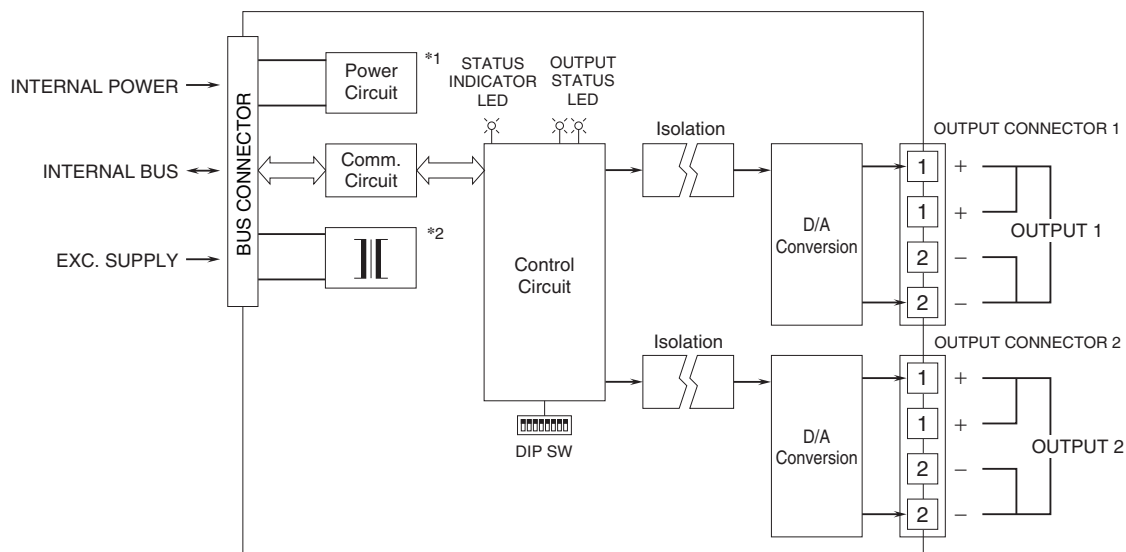 INTERNAL POWER
INTERNAL BUS
EXC. SUPPLY
BUS CONNECTOR
Power
Circuit
*1
Comm.
Circuit
*2
STATUS
INDICATOR
LED
OUTPUT
STATUS
LED
Control
Circuit
DIP SW
Isolation
D/A
Conversion
OUTPUT CONNECTOR 1
1 +
1 +
2 –
2 –
OUTPUT 1
Isolation
D/A
Conversion
OUTPUT CONNECTOR 2
1 +
1 +
2 –
2 –
OUTPUT 2